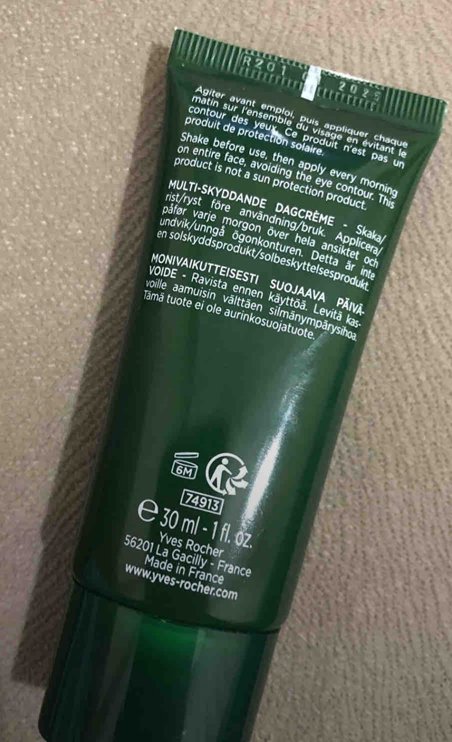 R201 2025
Agiter avant emploi, puis appliquer chaque
matin sur l'ensemble du visage en évitant le
contour des yeux. Ce produit n'est pas un
produit de protection solaire.
Shake before use, then apply every morning
on entire face, avoiding the eye contour. This
product is not a sun protection product.
MULTI-SKYDDANDE DAGCRÈME - Skaka/
rist/ryst före användning/bruk. Applicera/
påfør varje morgon över hela ansiktet och
undvik/unngå ögonkonturen. Detta är inte
en solskyddsprodukt/solbeskyttelsesprodukt.
MONIVAIKUTTEISESTI SUOJAAVA PÄIVÄ-
VOIDE - Ravista ennen käyttöä. Levitä kas-
voille aamuisin välttäen silmänympärysihoa.
Tämä tuote ei ole aurinkosuojatuote.
6M
74913
e 30 ml - 1 fl. oz.
Yves Rocher
56201 La Gacilly - France
Made in France
www.yves-rocher.com